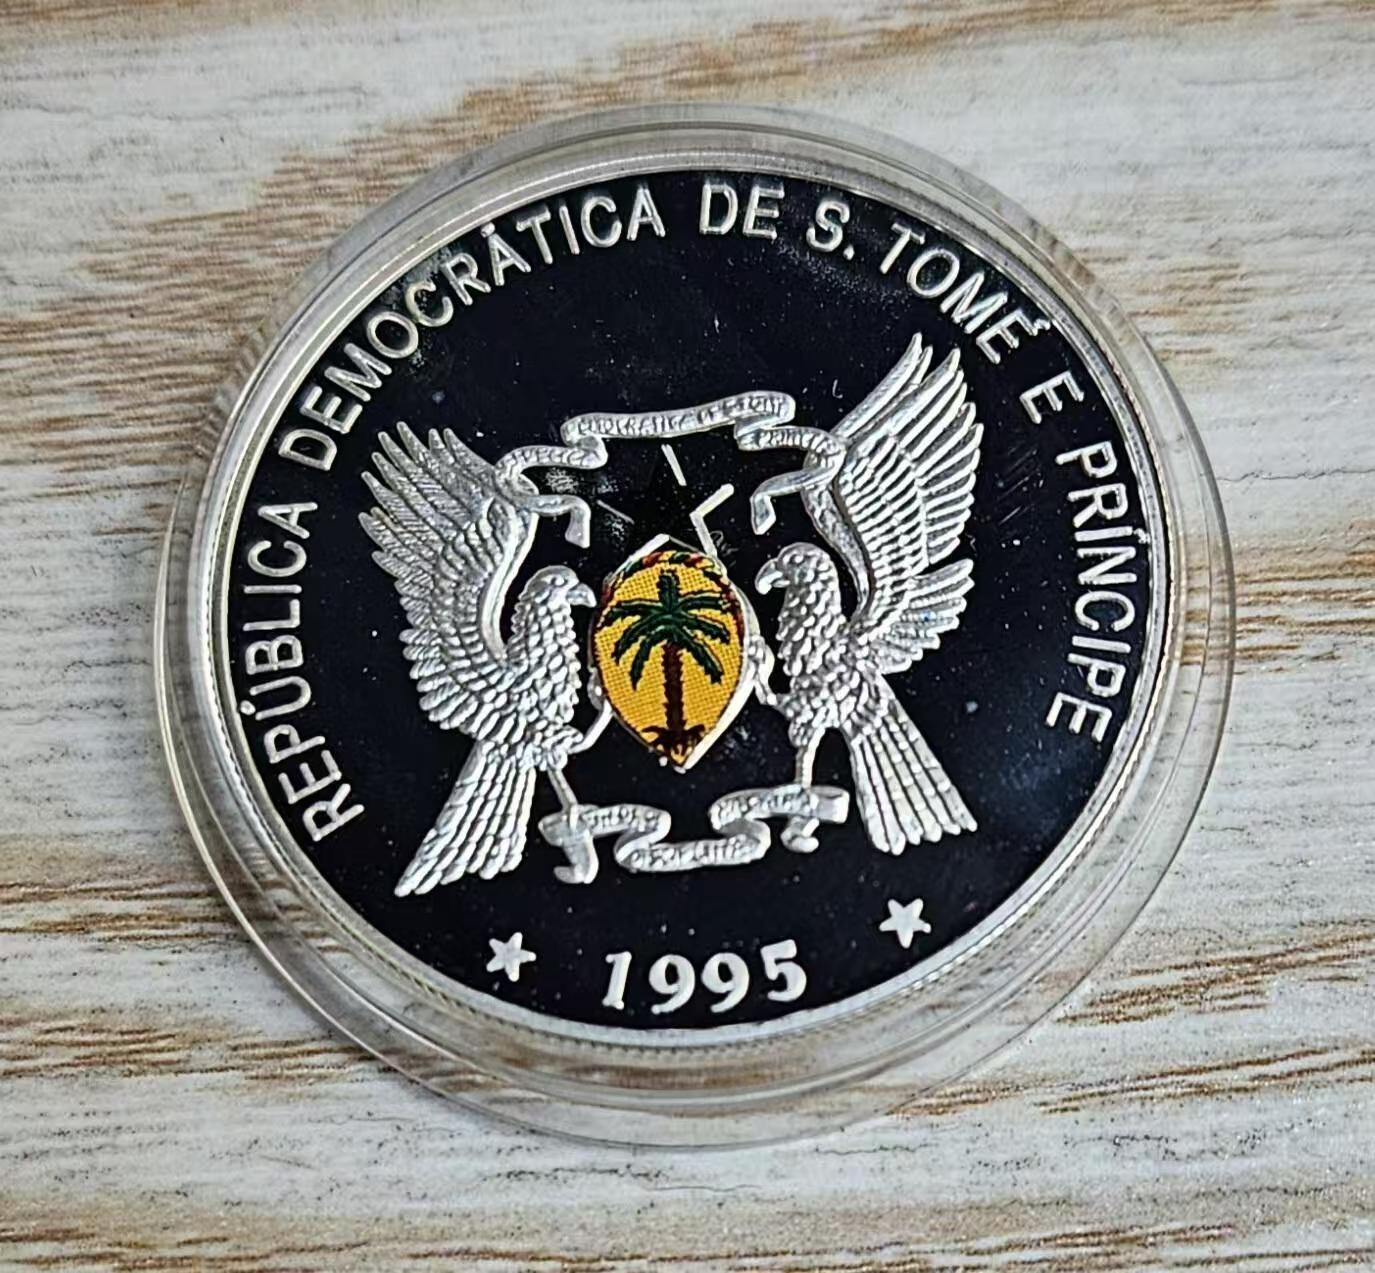 REPÚBLICA DEMOCRÁTICA DE S. TOMÉ E PRÍNCIPE
1995